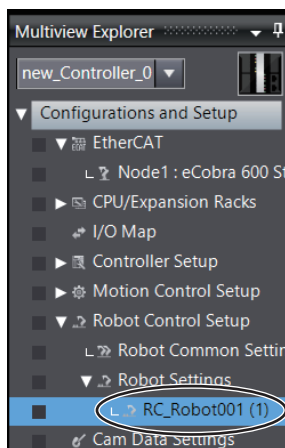 Multiview Explorer
new_Controller_0
Configurations and Setup
EtherCAT
Node1 : eCobra 600 St
CPU/Expansion Racks
I/O Map
Controller Setup
Motion Control Setup
Robot Control Setup
Robot Common Settin
Robot Settings
RC_Robot001 (1)
Cam Data Settings